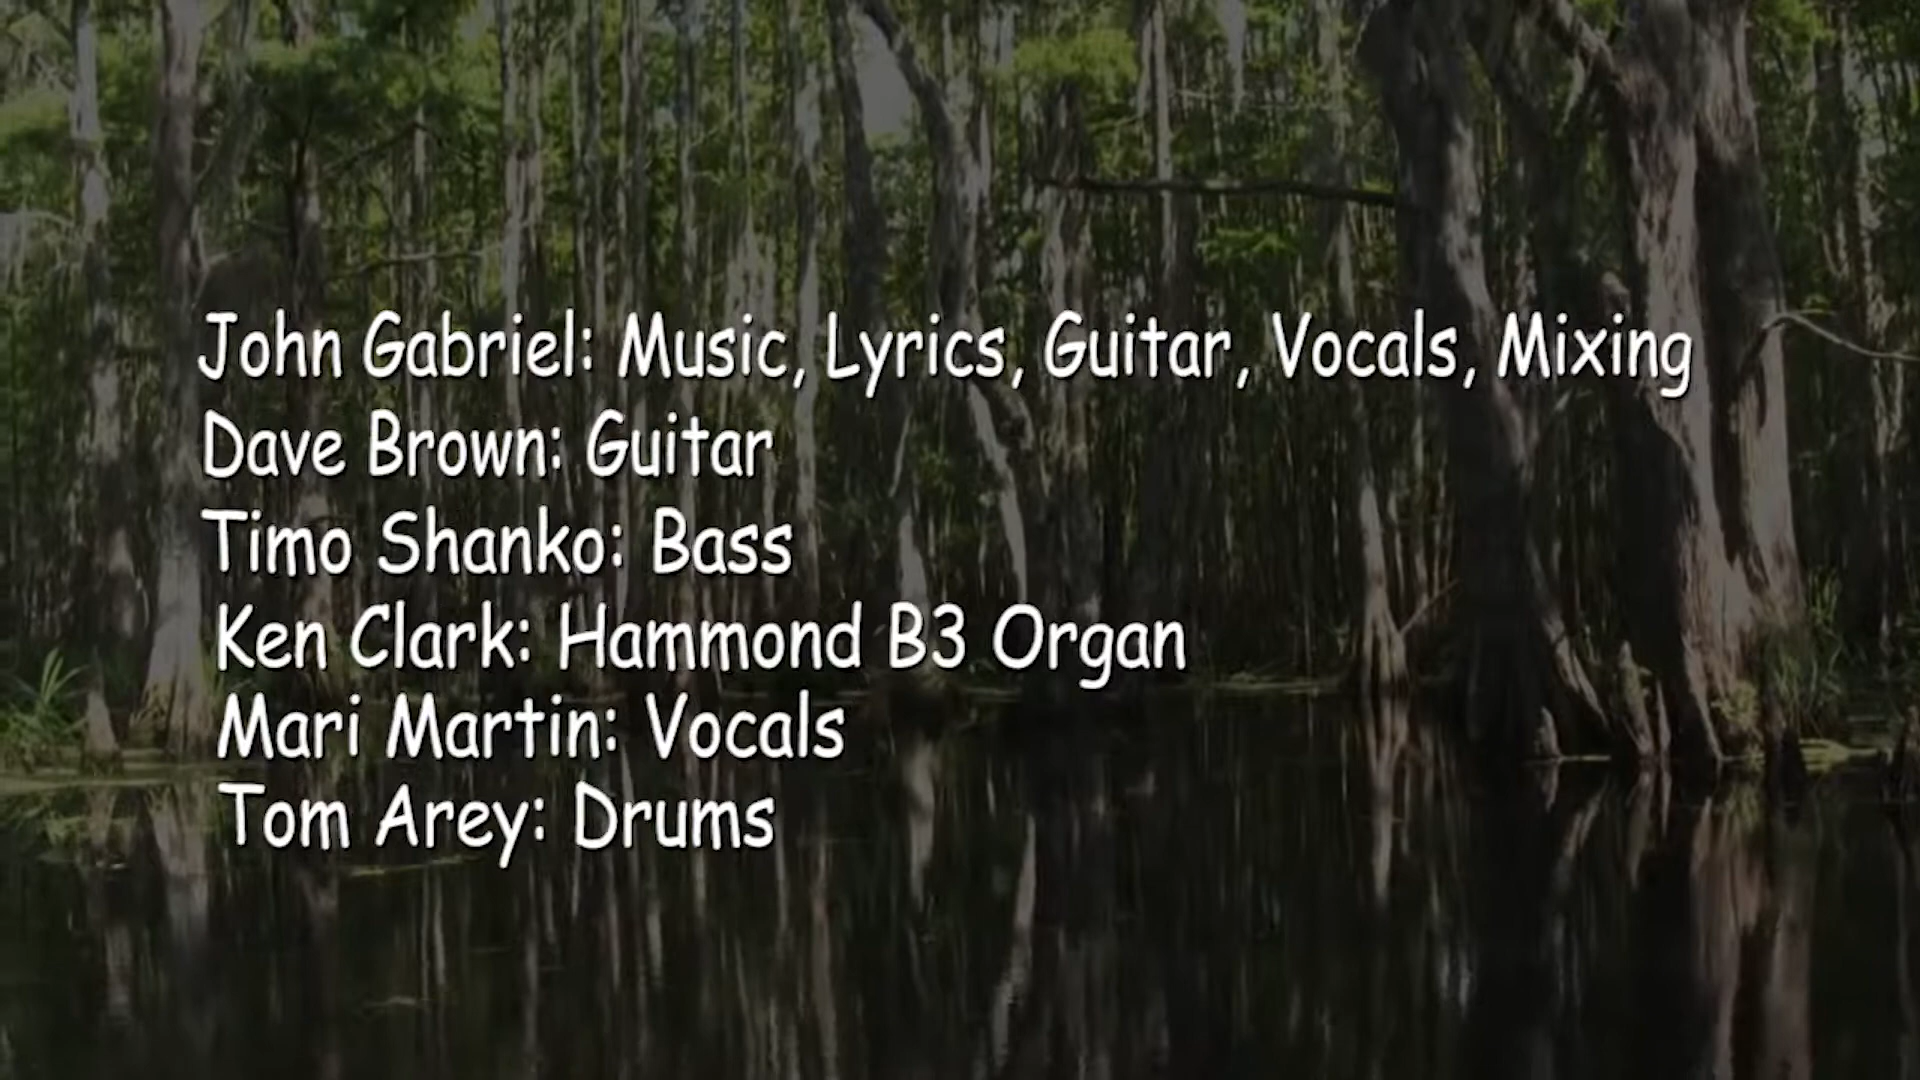 John Gabriel: Music, Lyrics, Guitar, Vocals, Mixing
Dave Brown: Guitar
Timo Shanko: Bass
Ken Clark: Hammond B3 Organ
Mari Martin: Vocals
Tom Arey: Drums